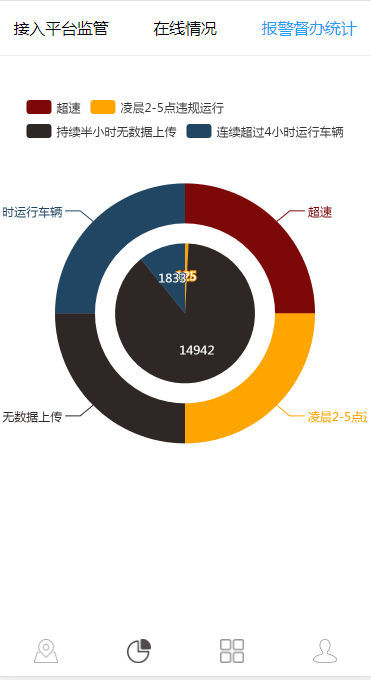 接入平台监管 在线情况 报警督办统计
超速 凌晨2-5点违规运行
持续半小时无数据上传 连续超过4小时运行车辆
时运行车辆 超速
1833
14942
无数据上传 凌晨2-5点